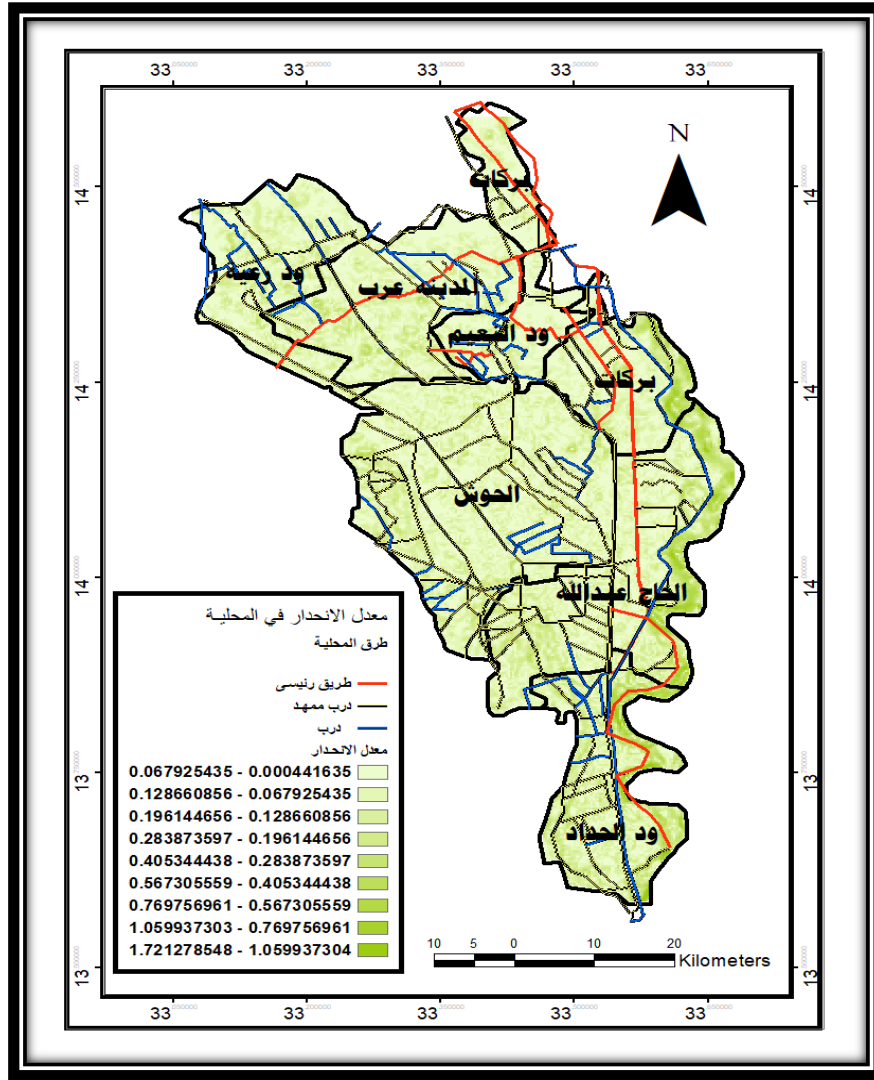 33 33 33 33 33
N
بركات
14
ود رعية
المدينه عرب
ود النعيم
14
بركات
14
الحوش
14
الحاج عبدالله
14
معدل الانحدار في المحلية
طرق المحلية
طريق رئيسى
درب ممهد
درب
معدل الانحدار
0.067925435 - 0.000441635
0.128660856 - 0.067925435
0.196144656 - 0.128660856
0.283873597 - 0.196144656
0.405344438 - 0.283873597
0.567305559 - 0.405344438
0.769756961 - 0.567305559
1.059937303 - 0.769756961
1.721278548 - 1.059937304
13
13
ود الحداد
10 5 0 10 20
Kilometers
13
13
33 33 33 33 33